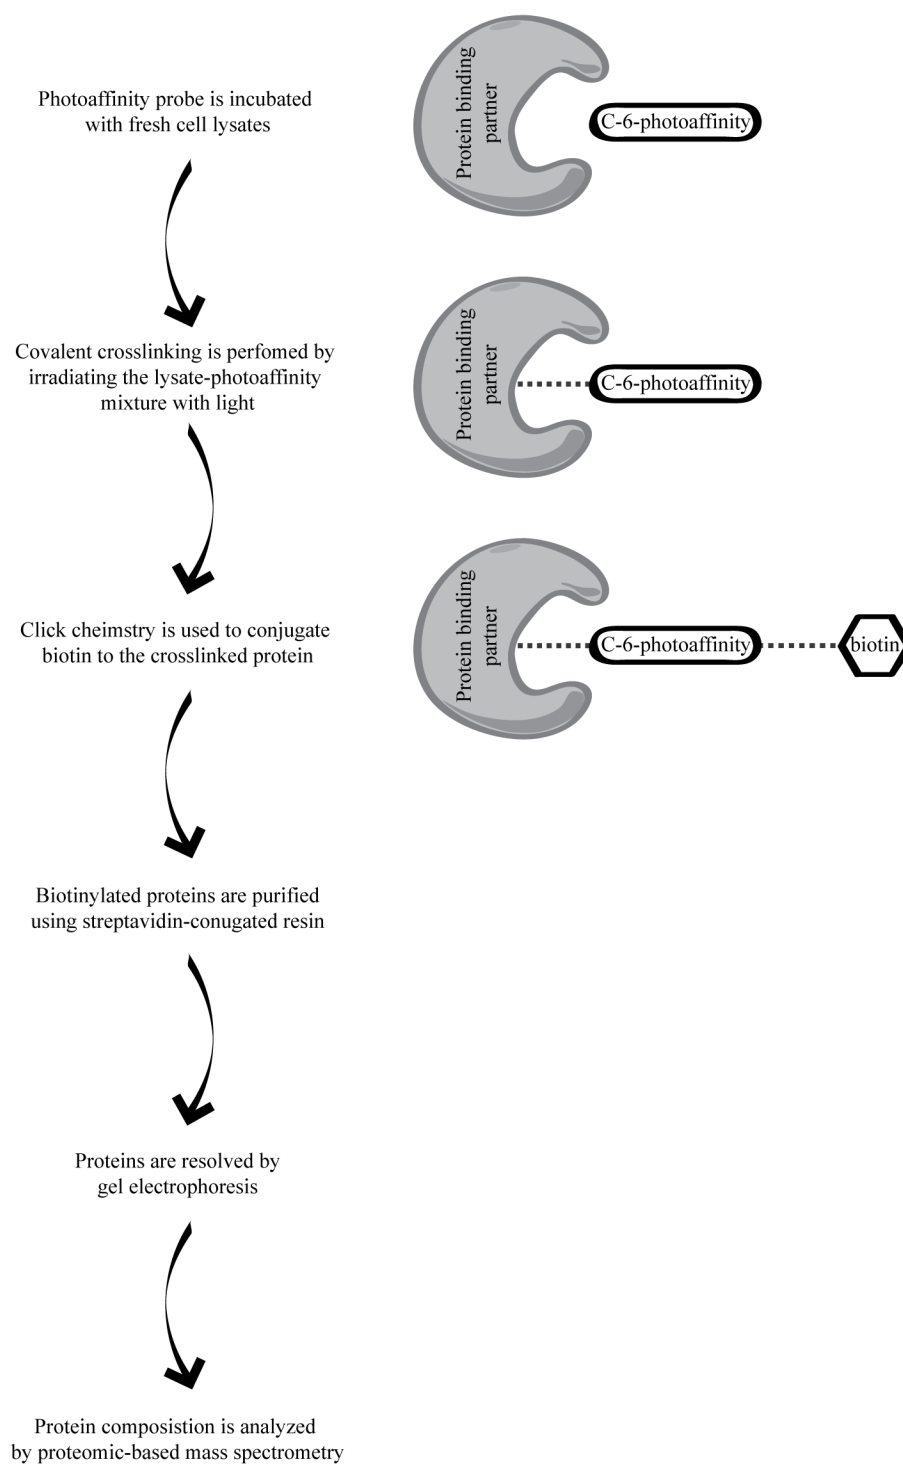 Photoaffinity probe is incubated
with fresh cell lysates
Protein binding
partner
C-6-photoaffinity
Covalent crosslinking is perfomed by
irradiating the lysate-photoaffinity
mixture with light
Protein binding
partner
C-6-photoaffinity
Click cheimstry is used to conjugate
biotin to the crosslinked protein
Protein binding
partner
C-6-photoaffinity
biotin
Biotinylated proteins are purified
using streptavidin-conugated resin
Proteins are resolved by
gel electrophoresis
Protein composistion is analyzed
by proteomic-based mass spectrometry